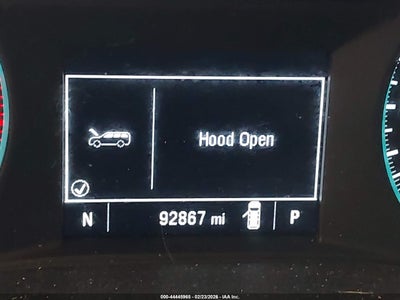 Hood Open
N 92867 mi P
000-44445965 - 02/23/2026 - IAA Inc.